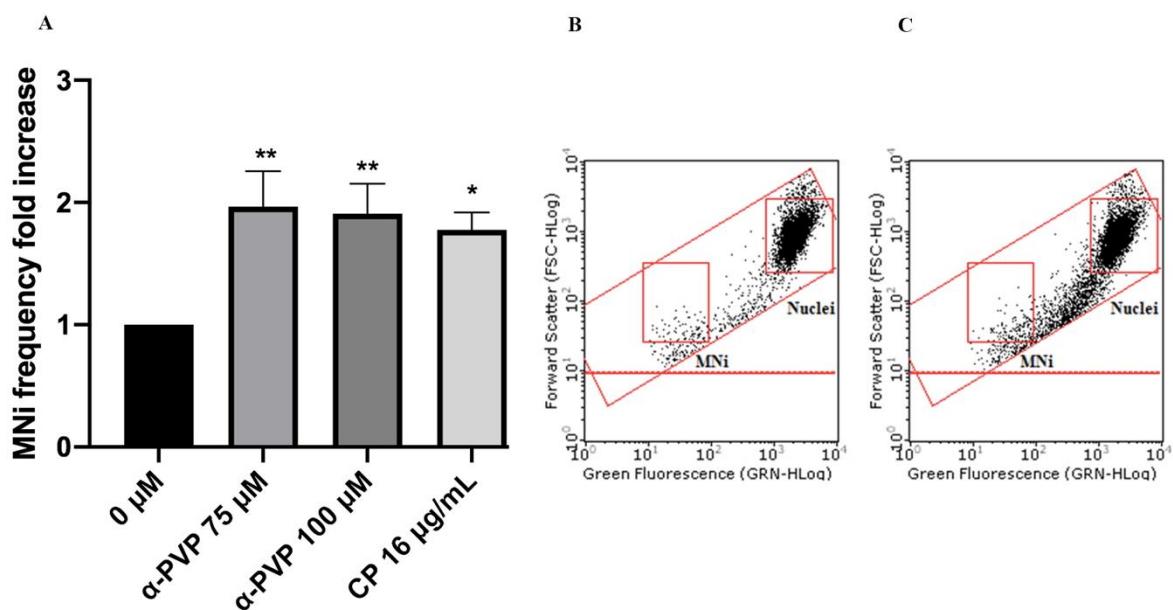 A
MNi frequency fold increase
3
2
1
0
**
**
*
0 µM
α-PVP 75 µM
α-PVP 100 µM
CP 16 µg/mL
B
Forward Scatter (FSC-HLog)
10⁴
10³
10²
10¹
10⁰
Nuclei
MNi
10⁰ 10¹ 10² 10³ 10⁴
Green Fluorescence (GRN-HLog)
C
Forward Scatter (FSC-HLog)
10⁴
10³
10²
10¹
10⁰
Nuclei
MNi
10⁰ 10¹ 10² 10³ 10⁴
Green Fluorescence (GRN-HLog)